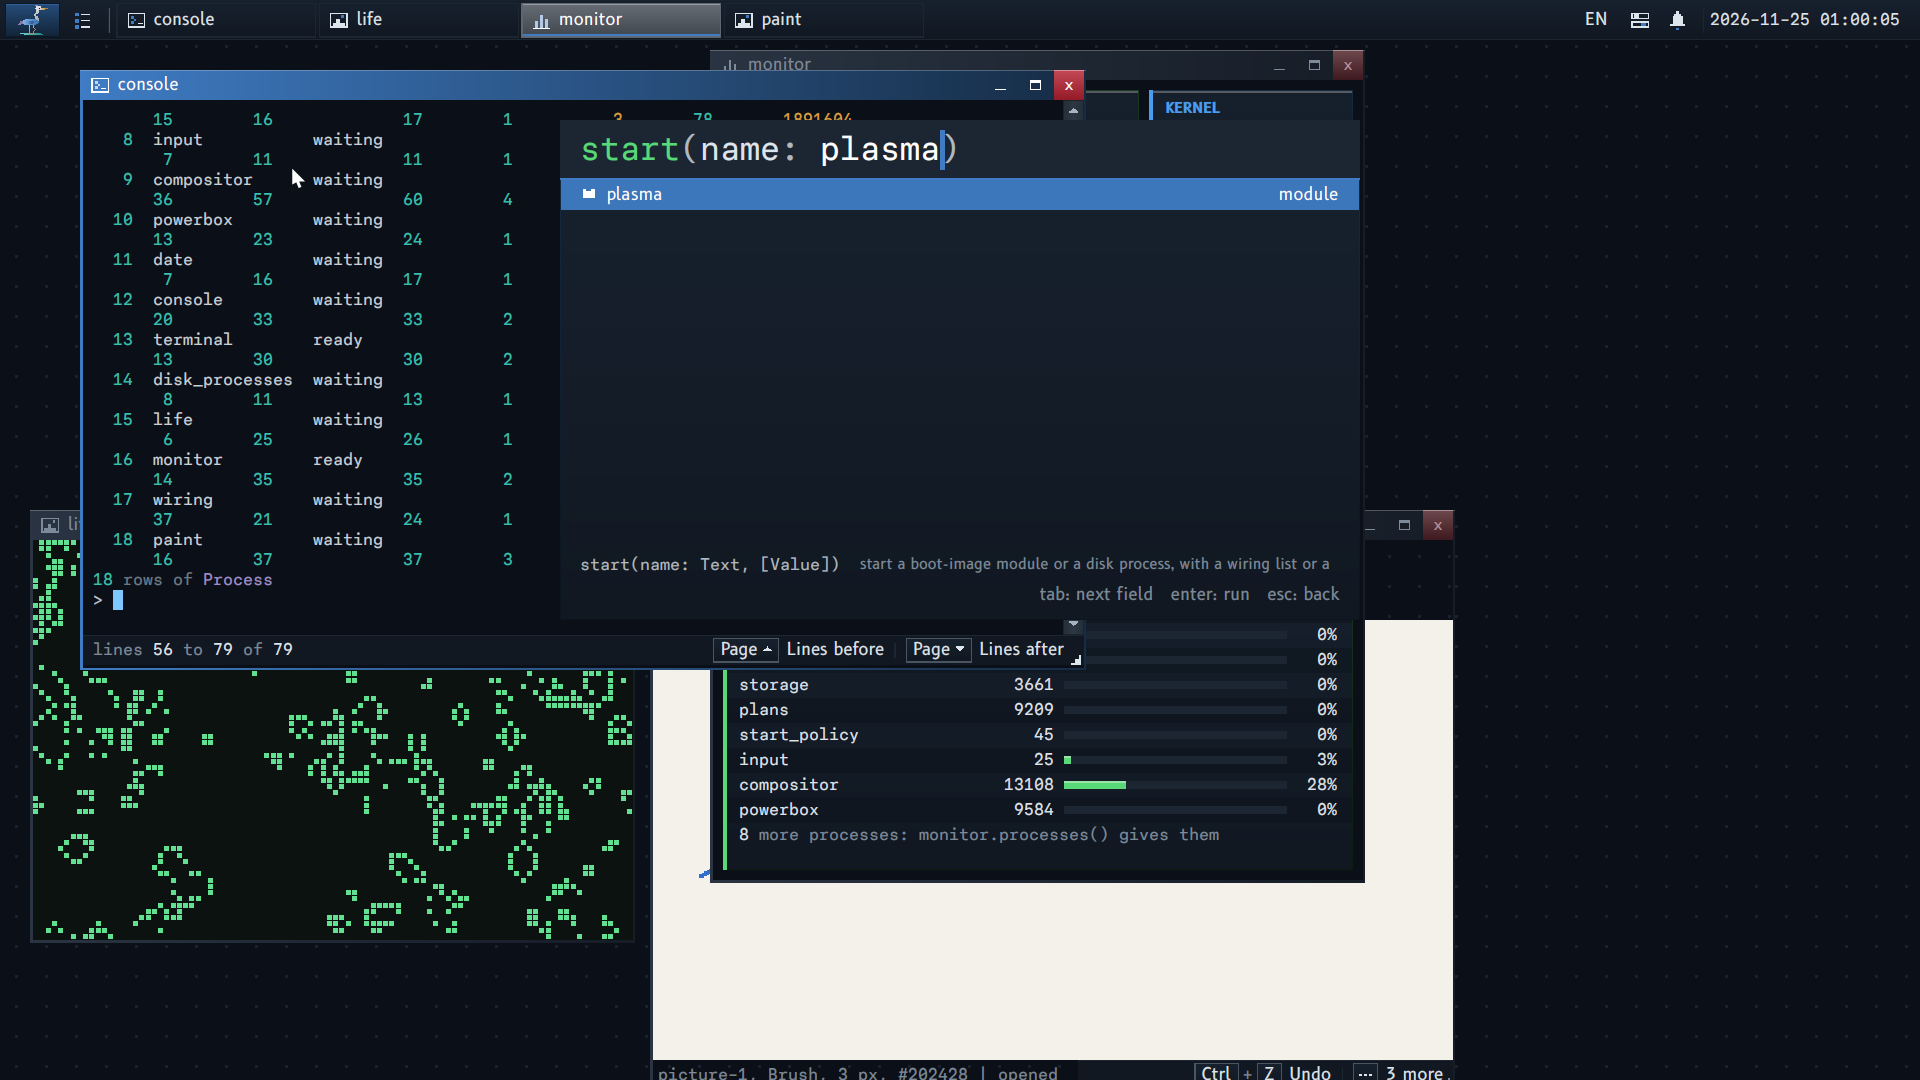 console
life
monitor
paint
EN
2026-11-25 01:00:05
monitor
x
console
x
KERNEL
15 16 17 1 3 78 1891604
8 input waiting
7 11 11 1
9 compositor waiting
36 57 60 4
10 powerbox waiting
13 23 24 1
11 date waiting
7 16 17 1
12 console waiting
20 33 33 2
13 terminal ready
13 30 30 2
14 disk_processes waiting
8 11 13 1
15 life waiting
6 25 26 1
16 monitor ready
14 35 35 2
17 wiring waiting
37 21 24 1
18 paint waiting
16 37 37 3
18 rows of Process
>
lines 56 to 79 of 79
Page Lines before
Page Lines after
start(name: plasma)
plasma module
start(name: Text, [Value]) start a boot-image module or a disk process, with a wiring list or a
tab: next field enter: run esc: back
li
x
0%
0%
storage 3661 0%
plans 9209 0%
start_policy 45 0%
input 25 3%
compositor 13108 28%
powerbox 9584 0%
8 more processes: monitor.processes() gives them
picture-1, Brush, 3 px, #202428 | opened
Ctrl + Z Undo
3 more